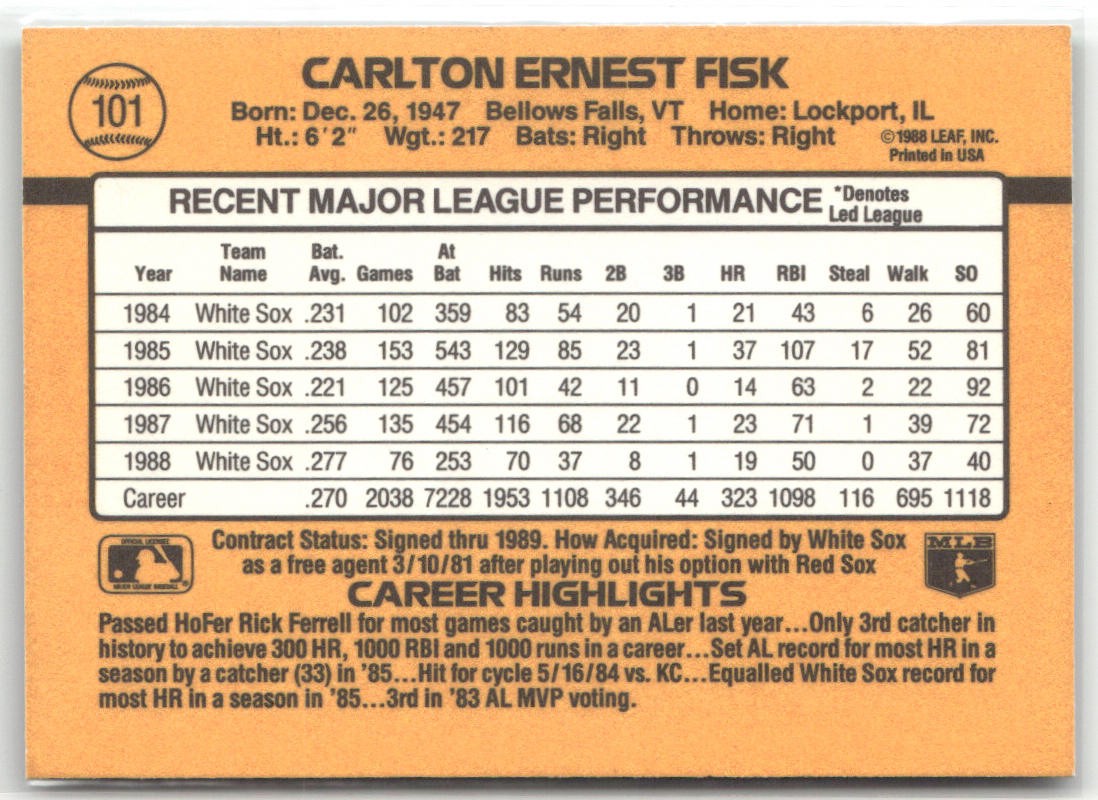 101
CARLTON ERNEST FISK
Born: Dec. 26, 1947 Bellows Falls, VT Home: Lockport, IL
Ht.: 6'2" Wgt.: 217 Bats: Right Throws: Right
©1988 LEAF, INC.
Printed in USA
RECENT MAJOR LEAGUE PERFORMANCE *Denotes
Led League
Team Bat. At
Year Name Avg. Games Bat Hits Runs 2B 3B HR RBI Steal Walk SO
1984 White Sox .231 102 359 83 54 20 1 21 43 6 26 60
1985 White Sox .238 153 543 129 85 23 1 37 107 17 52 81
1986 White Sox .221 125 457 101 42 11 0 14 63 2 22 92
1987 White Sox .256 135 454 116 68 22 1 23 71 1 39 72
1988 White Sox .277 76 253 70 37 8 1 19 50 0 37 40
Career .270 2038 7228 1953 1108 346 44 323 1098 116 695 1118
OFFICIAL LICENSEE
MAJOR LEAGUE BASEBALL
Contract Status: Signed thru 1989. How Acquired: Signed by White Sox
as a free agent 3/10/81 after playing out his option with Red Sox
MLB
CAREER HIGHLIGHTS
Passed HoFer Rick Ferrell for most games caught by an ALer last year...Only 3rd catcher in
history to achieve 300 HR, 1000 RBI and 1000 runs in a career...Set AL record for most HR in a
season by a catcher (33) in '85...Hit for cycle 5/16/84 vs. KC...Equalled White Sox record for
most HR in a season in '85...3rd in '83 AL MVP voting.